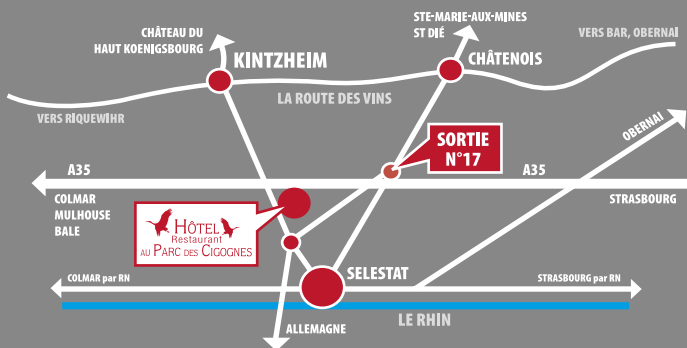 CHÂTEAU DU
HAUT KOENIGSBOURG
STE-MARIE-AUX-MINES
ST DIÉ
VERS BAR, OBERNAI
KINTZHEIM
CHÂTENOIS
LA ROUTE DES VINS
VERS RIQUEWIHR
OBERNAI
SORTIE
N°17
A35
A35
COLMAR
MULHOUSE
BALE
STRASBOURG
HÔTEL
Restaurant
AU PARC DES CIGOGNES
SELESTAT
COLMAR par RN
STRASBOURG par RN
LE RHIN
ALLEMAGNE